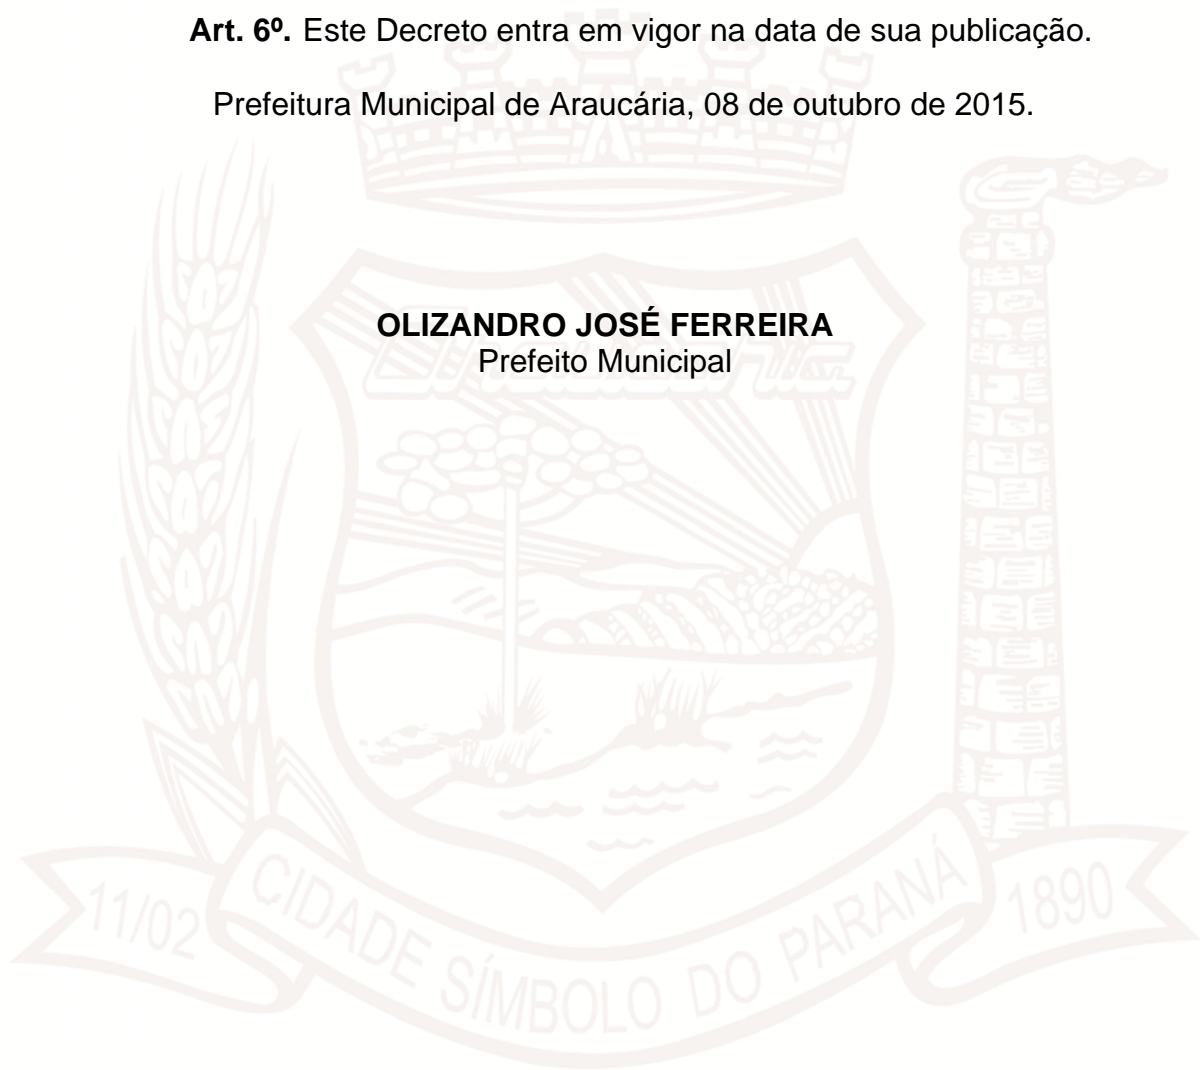 Art. 6º. Este Decreto entra em vigor na data de sua publicação.
Prefeitura Municipal de Araucária, 08 de outubro de 2015.
OLIZANDRO JOSÉ FERREIRA
Prefeito Municipal
Araucária
11/02
CIDADE SÍMBOLO DO PARANÁ
1890